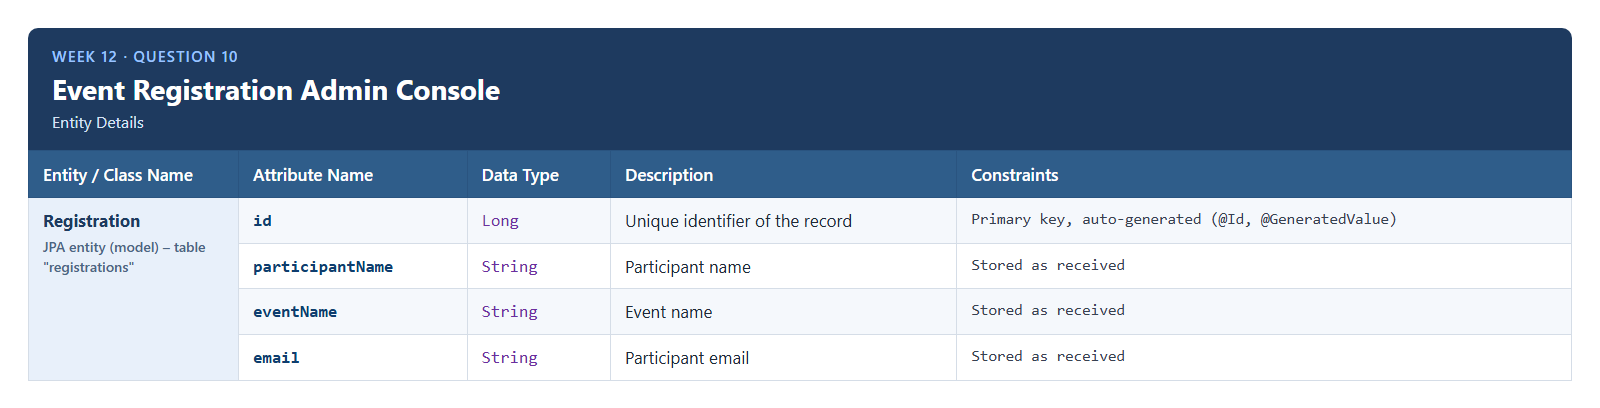 WEEK 12 · QUESTION 10
Event Registration Admin Console
Entity Details
Entity / Class Name Attribute Name Data Type Description Constraints
Registration id Long Unique identifier of the record Primary key, auto-generated (@Id, @GeneratedValue)
JPA entity (model) – table
"registrations"
participantName String Participant name Stored as received
eventName String Event name Stored as received
email String Participant email Stored as received